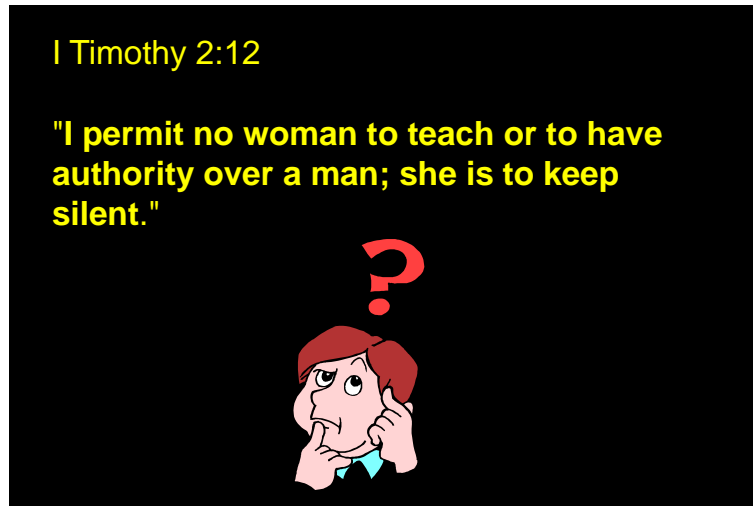 I Timothy 2:12
"I permit no woman to teach or to have
authority over a man; she is to keep
silent."
?